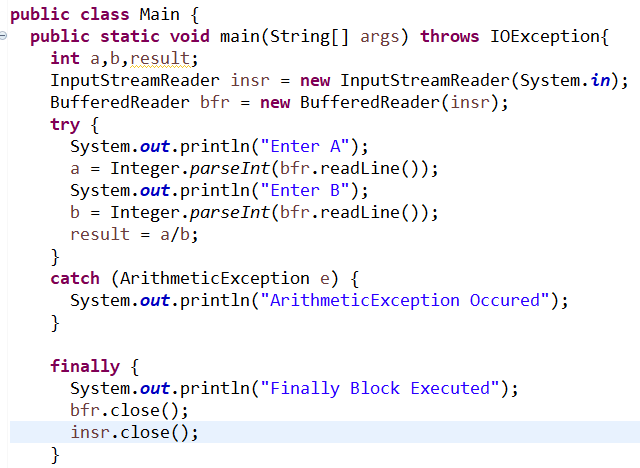 public class Main {
public static void main(String[] args) throws IOException{
int a,b,result;
InputStreamReader insr = new InputStreamReader(System.in);
BufferedReader bfr = new BufferedReader(insr);
try {
System.out.println("Enter A");
a = Integer.parseInt(bfr.readLine());
System.out.println("Enter B");
b = Integer.parseInt(bfr.readLine());
result = a/b;
}
catch (ArithmeticException e) {
System.out.println("ArithmeticException Occured");
}
finally {
System.out.println("Finally Block Executed");
bfr.close();
insr.close();
}